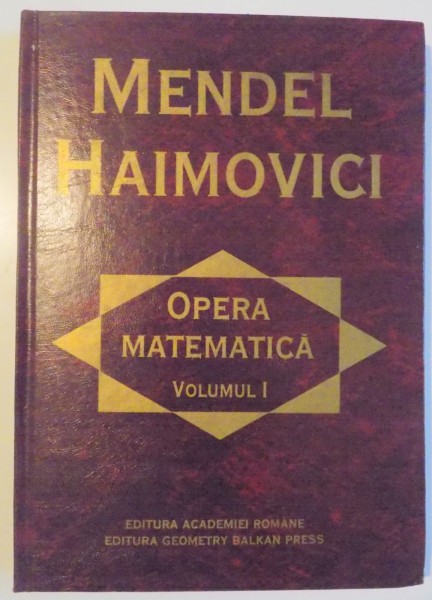 MENDEL
HAIMOVICI
OPERA
MATEMATICĂ
VOLUMUL I
EDITURA ACADEMIEI ROMÂNE
EDITURA GEOMETRY BALKAN PRESS